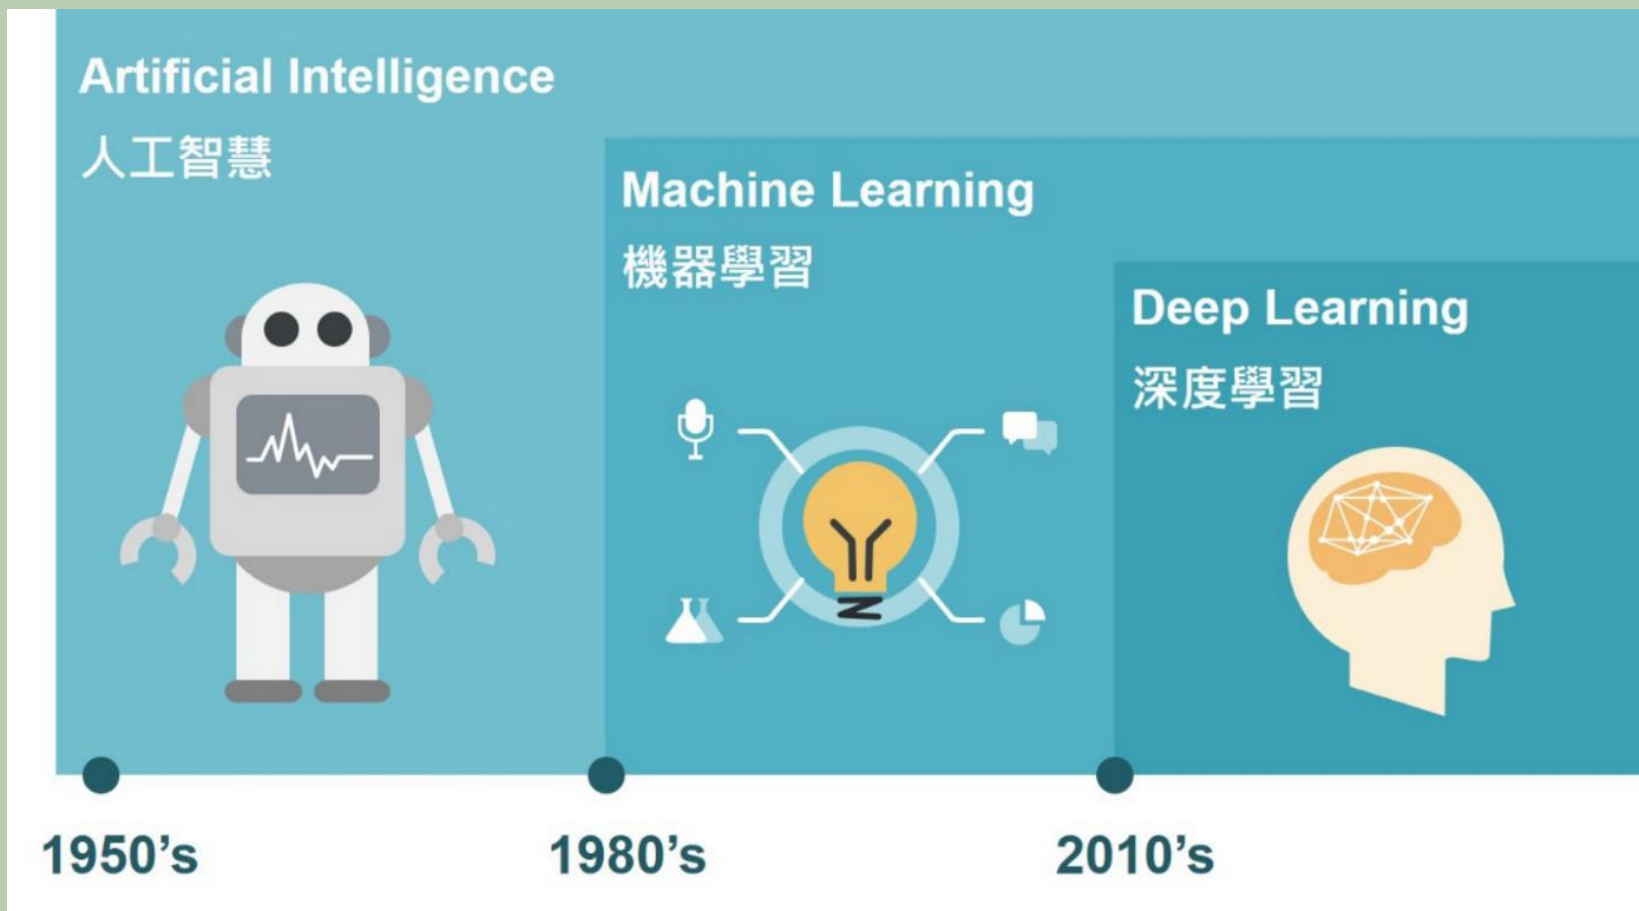 Artificial Intelligence
人工智慧
Machine Learning
機器學習
Deep Learning
深度學習
1950’s
1980’s
2010’s